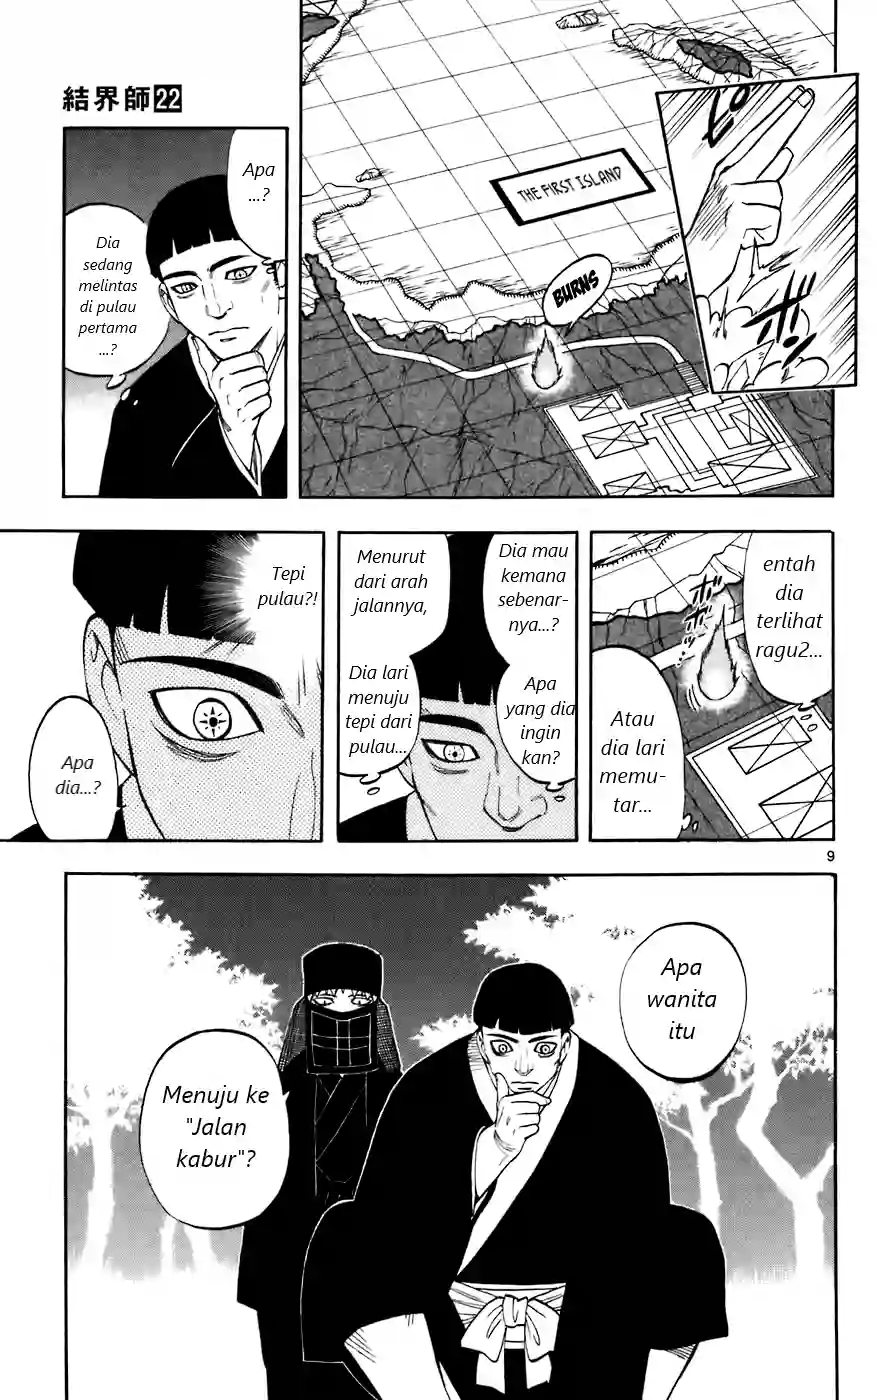 結界師22
THE FIRST ISLAND
BURNS
Apa
...?
Dia
sedang
melintas
di pulau
pertama
...?
entah
dia
terlihat
ragu2...
Atau
dia lari
memu-
tar...
Dia mau
kemana
sebenar-
nya...?
Apa
yang dia
ingin
kan?
Menurut
dari arah
jalannya,
Dia lari
menuju
tepi dari
pulau...
Tepi
pulau?!
Apa
dia...?
9
Apa
wanita
itu
Menuju ke
"Jalan
kabur"?